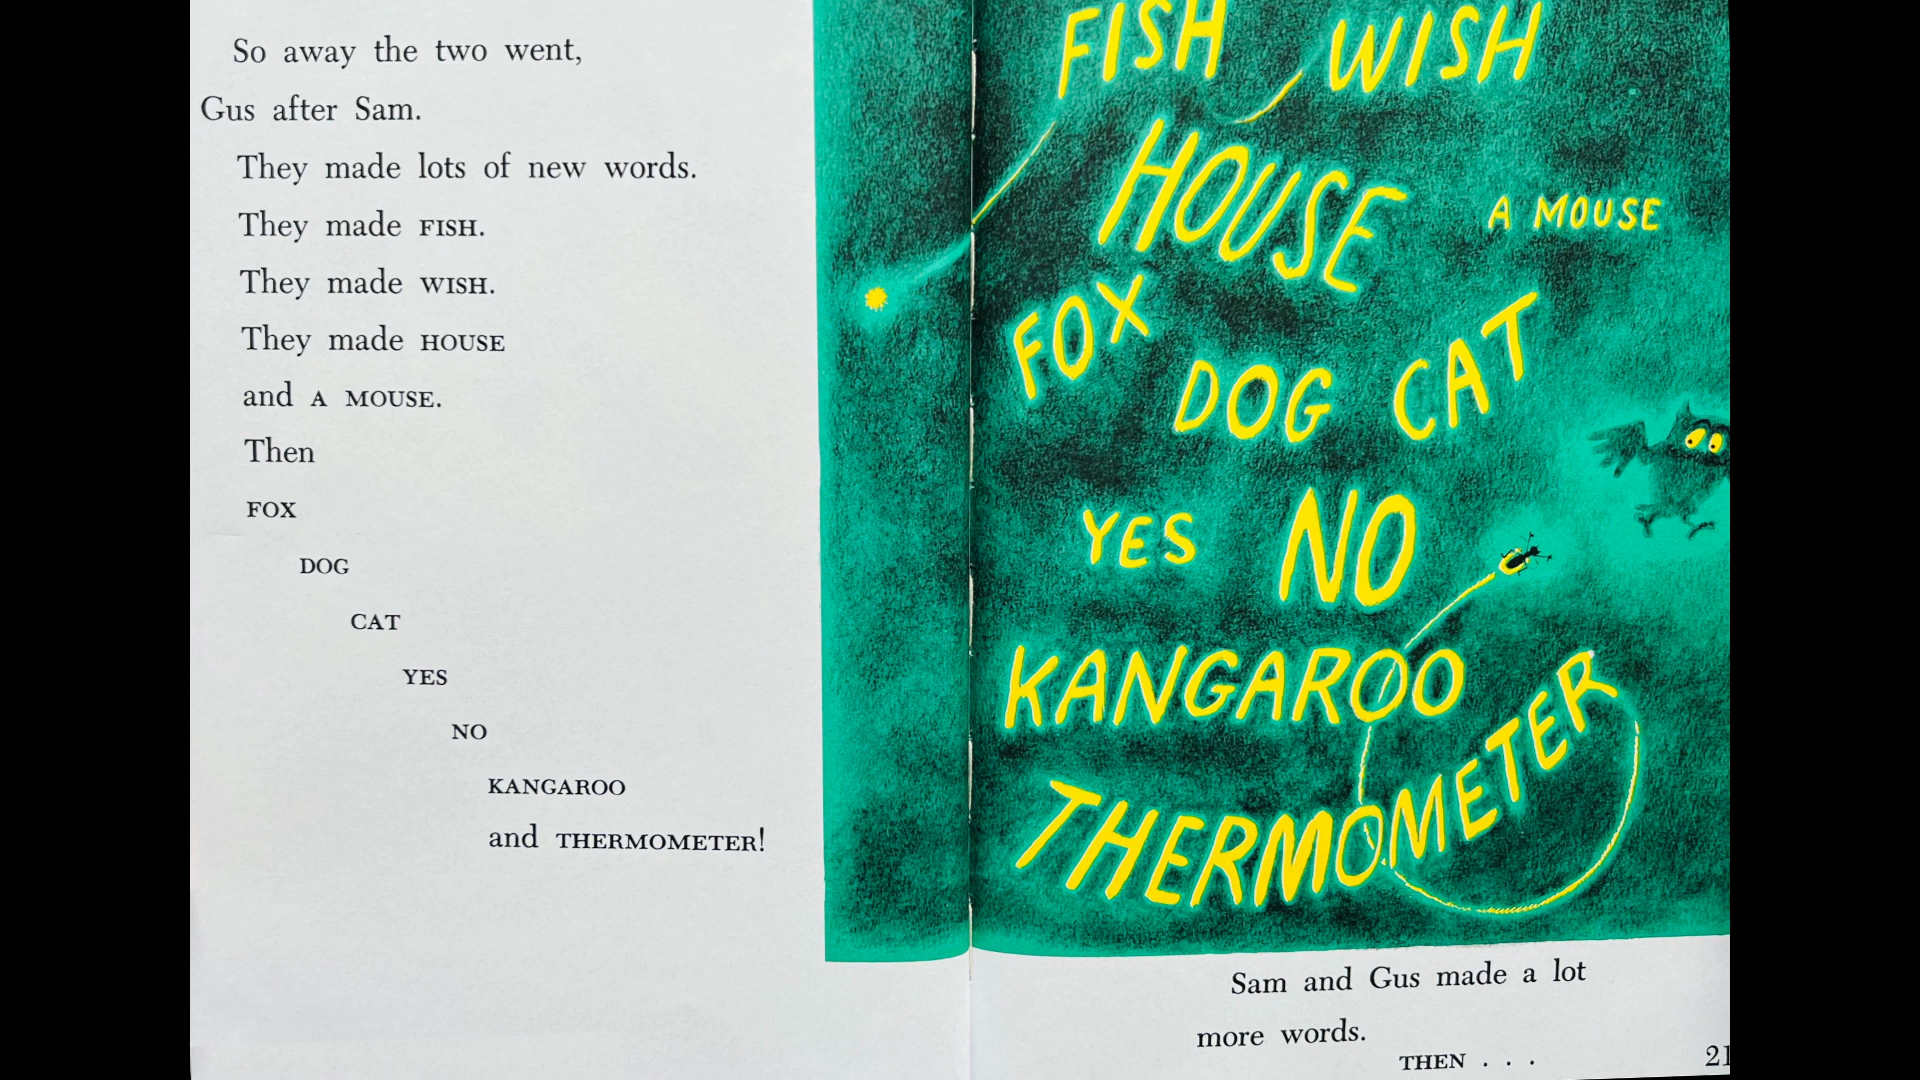 So away the two went,
Gus after Sam.
They made lots of new words.
They made FISH.
They made WISH.
They made HOUSE
and A MOUSE.
Then
FOX
DOG
CAT
YES
NO
KANGAROO
and THERMOMETER!
FISH WISH
HOUSE
A MOUSE
FOX
DOG
CAT
YES
NO
KANGAROO
THERMOMETER
Sam and Gus made a lot
more words.
THEN . . .
21